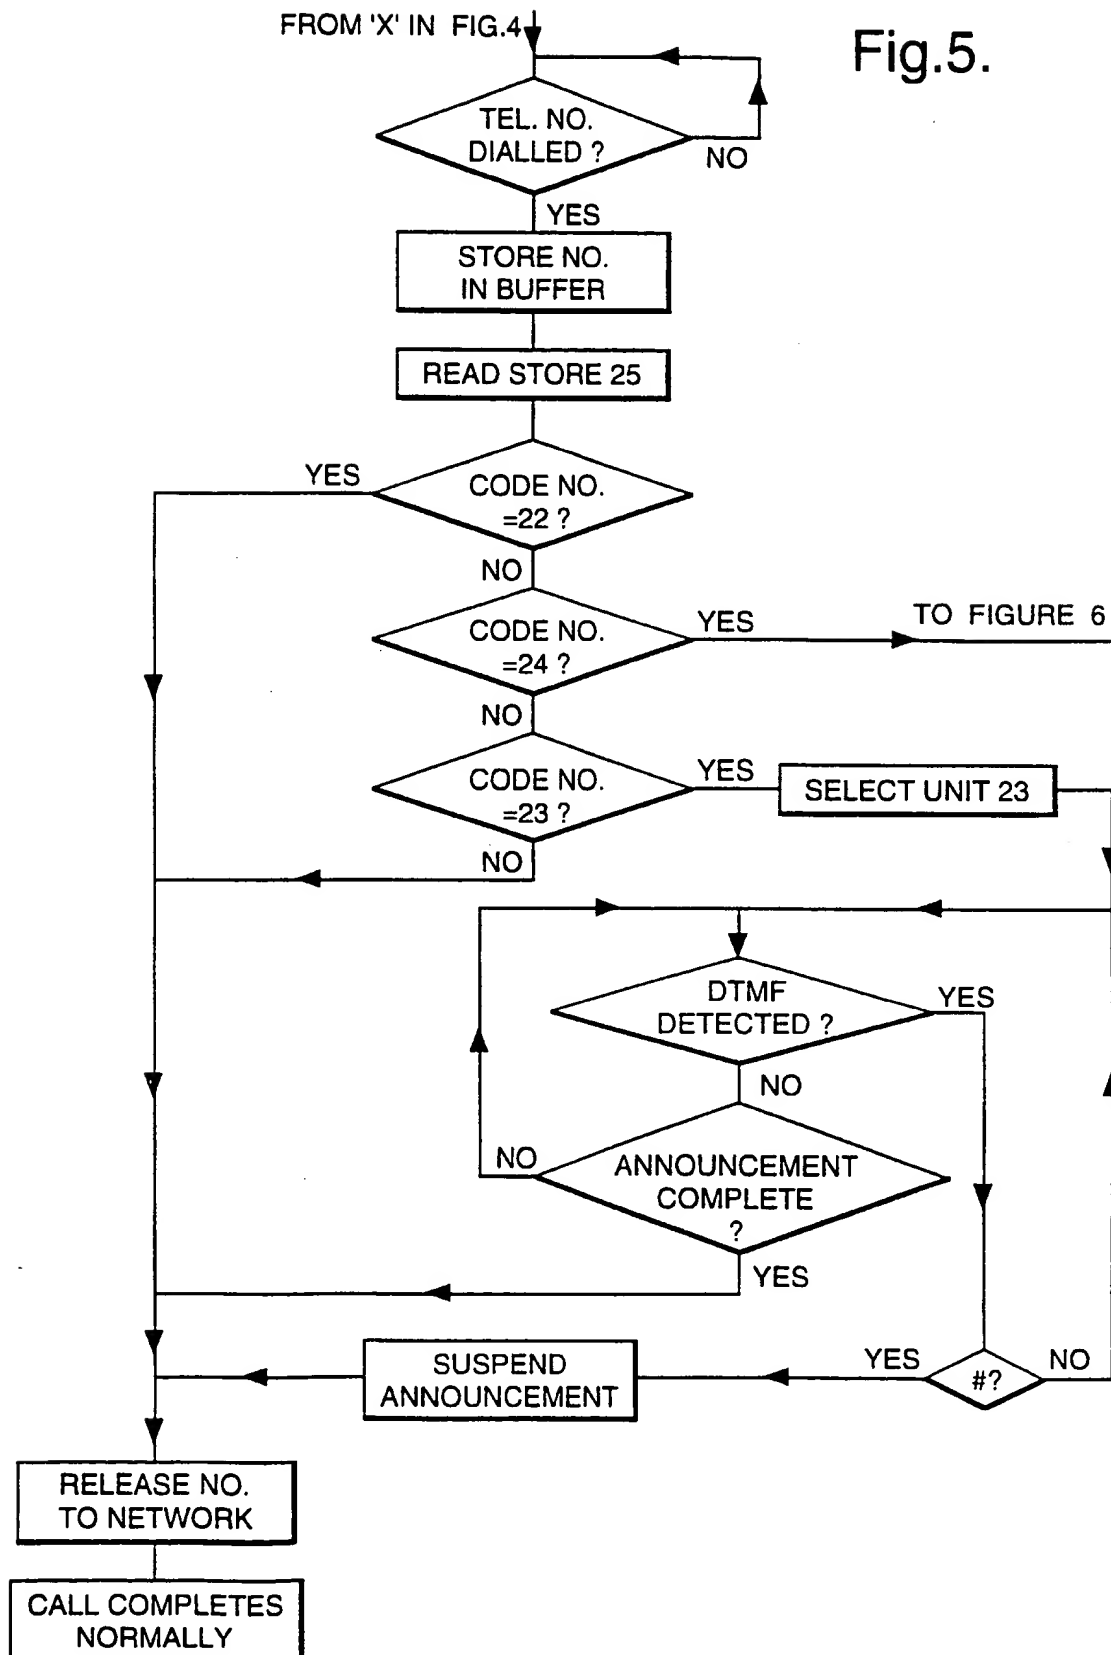 FROM 'X' IN FIG.4
Fig.5.
TEL. NO.
DIALLED ?
NO
YES
STORE NO.
IN BUFFER
READ STORE 25
YES
CODE NO.
=22 ?
NO
CODE NO.
=24 ?
YES
TO FIGURE 6
NO
CODE NO.
=23 ?
YES
SELECT UNIT 23
NO
DTMF
DETECTED ?
YES
NO
NO
ANNOUNCEMENT
COMPLETE
?
YES
SUSPEND
ANNOUNCEMENT
YES
#?
NO
RELEASE NO.
TO NETWORK
CALL COMPLETES
NORMALLY